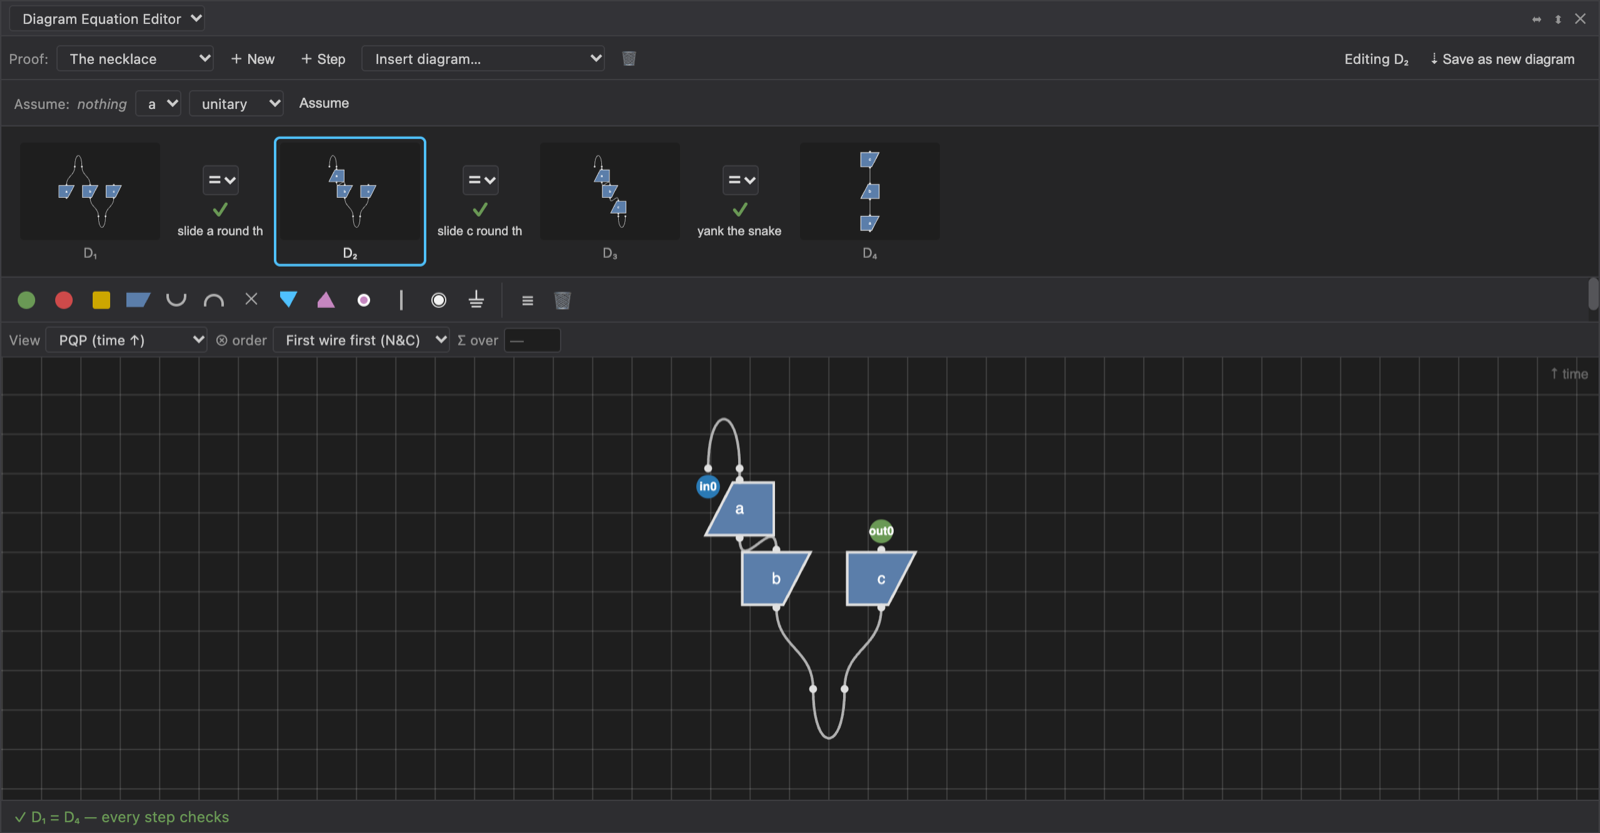 Diagram Equation Editor
Proof: The necklace + New + Step Insert diagram... Editing D₂ ↓ Save as new diagram
Assume: nothing a unitary Assume
= ✓ slide a round th
= ✓ slide c round th
= ✓ yank the snake
D₁ D₂ D₃ D₄
View PQP (time ↑) ⊗ order First wire first (N&C) Σ over —
↑ time
in0
a
out0
b c
✓ D₁ = D₄ — every step checks